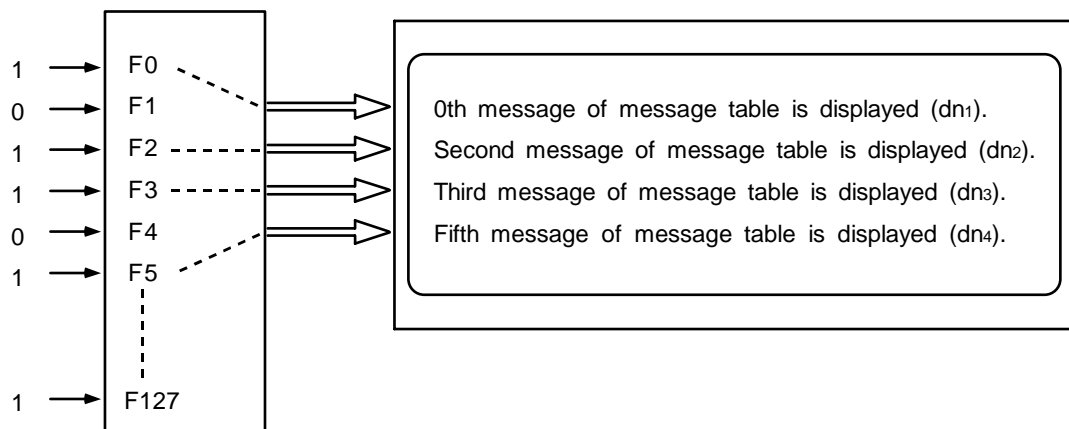 1 F0
0 F1
1 F2
1 F3
0 F4
1 F5
1 F127
0th message of message table is displayed (dn1).
Second message of message table is displayed (dn2).
Third message of message table is displayed (dn3).
Fifth message of message table is displayed (dn4).